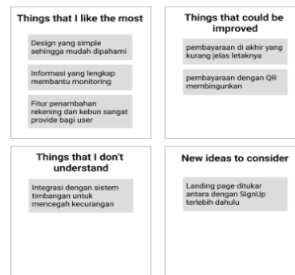 Things that I like the most
Design yang simple
sehingga mudah dipahami
Informasi yang lengkap
membantu monitoring
Fitur penambahan
rekening dan kebun sangat
provide bagi user
Things that could be
improved
pembayaraan di akhir yang
kurang jelas letaknya
pembayaraan dengan QR
membingunkan
Things that I don't
understand
Integrasi dengan sistem
timbangan untuk
mencegah kecurangan
New ideas to consider
Landing page ditukar
antara dengan SignUp
terlebih dahulu